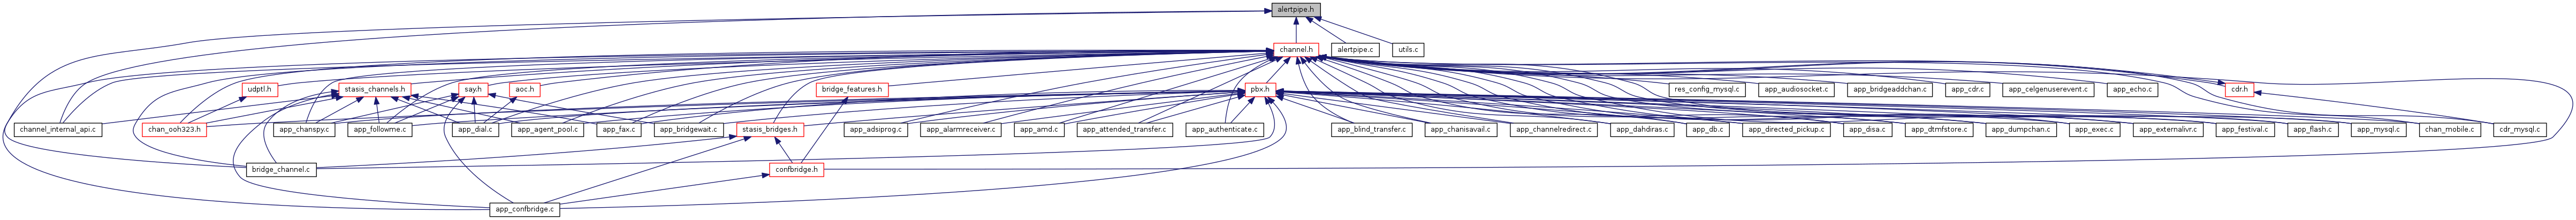 alertpipe.h
channel.h
alertpipe.c
utils.c
udptl.h
stasis_channels.h
say.h
aoc.h
bridge_features.h
pbx.h
res_config_mysql.c
app_audiosocket.c
app_bridgeaddchan.c
app_cdr.c
app_celgenuserevent.c
app_echo.c
cdr.h
channel_internal_api.c
chan_ooh323.h
app_chanspy.c
app_followme.c
app_dial.c
app_agent_pool.c
app_fax.c
app_bridgewait.c
stasis_bridges.h
app_adsiprog.c
app_alarmreceiver.c
app_amd.c
app_attended_transfer.c
app_authenticate.c
app_blind_transfer.c
app_chanisavail.c
app_channelredirect.c
app_dahdiras.c
app_db.c
app_directed_pickup.c
app_disa.c
app_dtmfstore.c
app_dumpchan.c
app_exec.c
app_externalivr.c
app_festival.c
app_flash.c
app_mysql.c
chan_mobile.c
cdr_mysql.c
bridge_channel.c
confbridge.h
app_confbridge.c